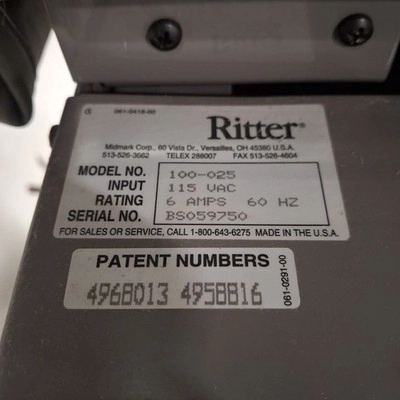 061-0418-00
Ritter®
Midmark Corp., 60 Vista Dr., Versailles, OH 45380 U.S.A.
513-526-3662 TELEX 288007 FAX 513-526-4604
MODEL NO. 100-025
INPUT 115 VAC
RATING 6 AMPS 60 HZ
SERIAL NO. BS059750
FOR SALES OR SERVICE, CALL 1-800-643-6275 MADE IN THE U.S.A.
PATENT NUMBERS
4968013 4958816
061-0291-00